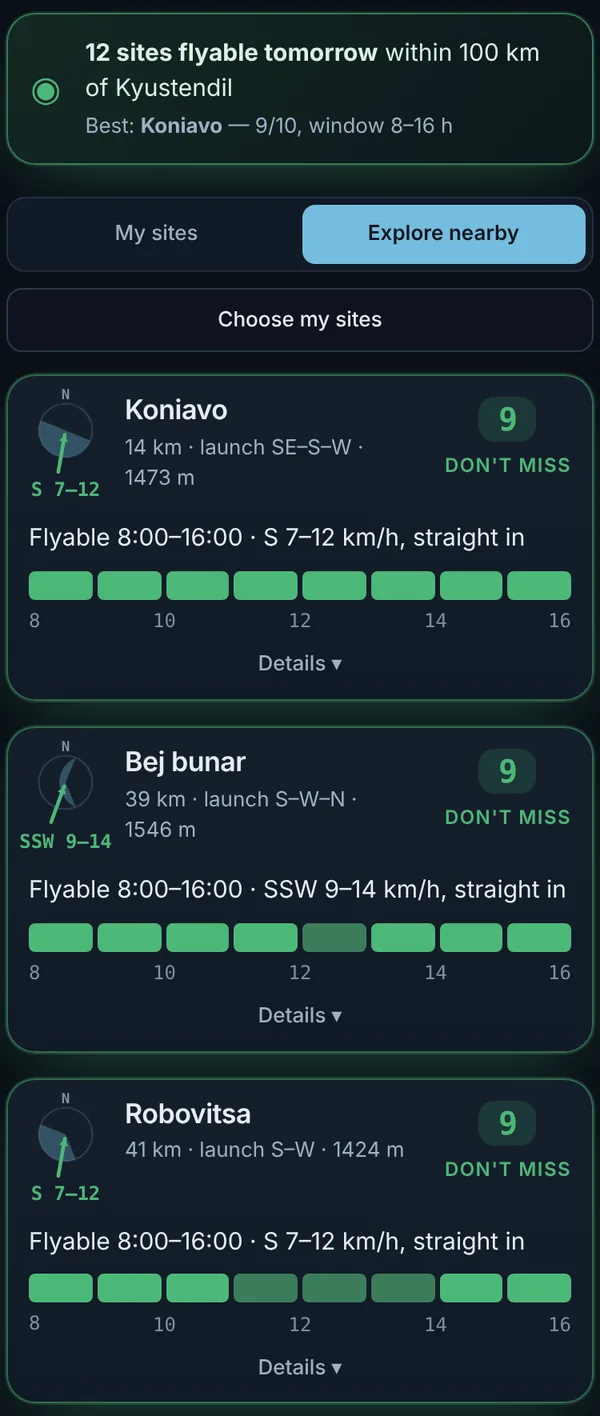 12 sites flyable tomorrow within 100 km
of Kyustendil
Best: Koniavo — 9/10, window 8–16 h
My sites
Explore nearby
Choose my sites
N
S 7–12
Koniavo
14 km · launch SE–S–W ·
1473 m
9
DON'T MISS
Flyable 8:00–16:00 · S 7–12 km/h, straight in
8 10 12 14 16
Details ▾
N
SSW 9–14
Bej bunar
39 km · launch S–W–N ·
1546 m
9
DON'T MISS
Flyable 8:00–16:00 · SSW 9–14 km/h, straight in
8 10 12 14 16
Details ▾
N
S 7–12
Robovitsa
41 km · launch S–W · 1424 m
9
DON'T MISS
Flyable 8:00–16:00 · S 7–12 km/h, straight in
8 10 12 14 16
Details ▾